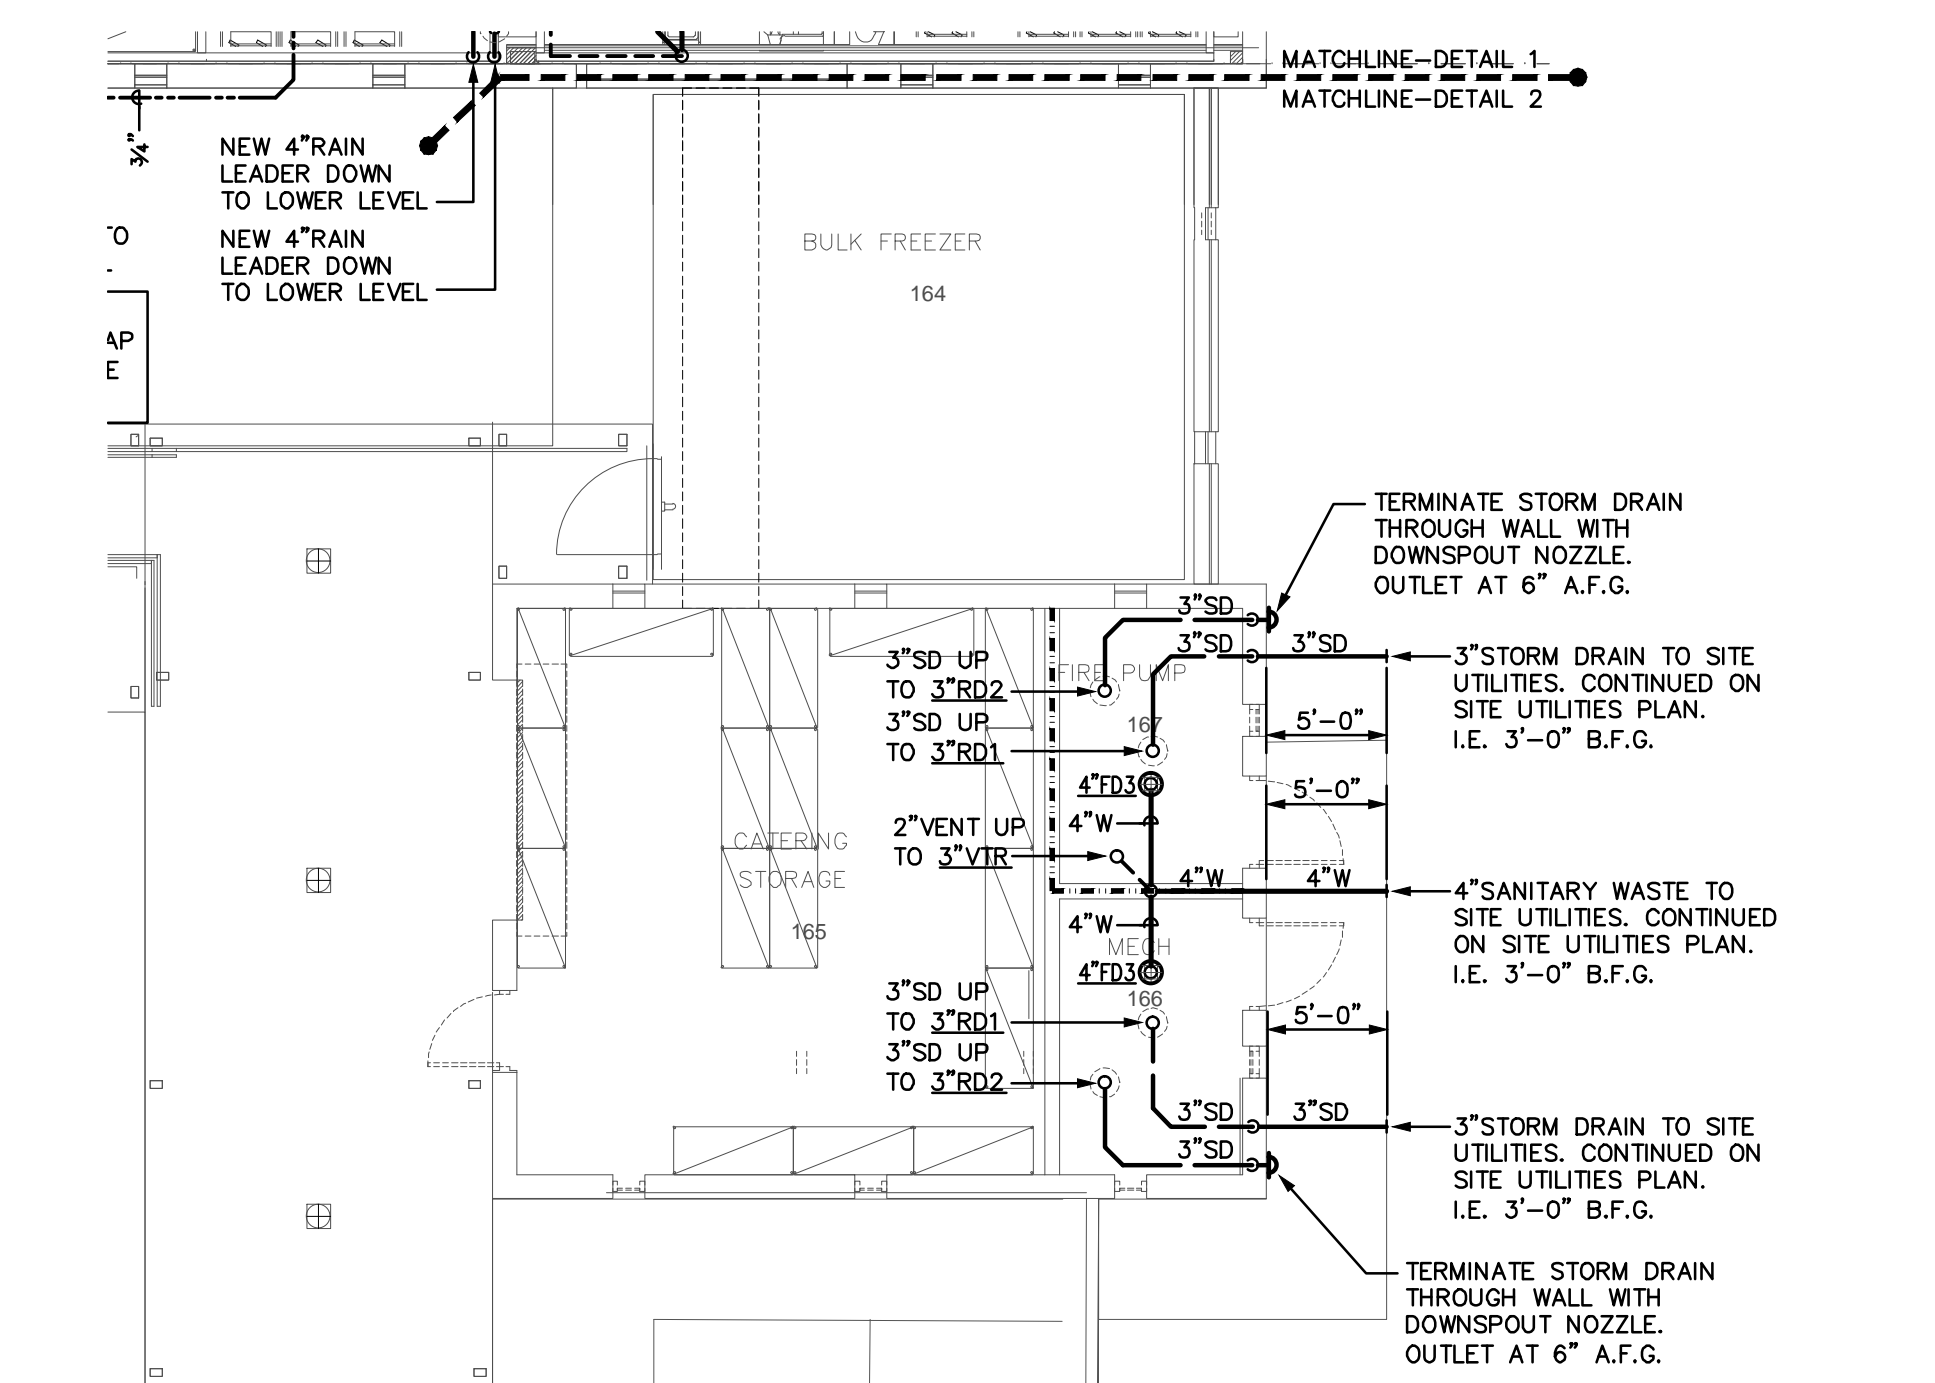 MATCHLINE-DETAIL 1
MATCHLINE-DETAIL 2
3/4"
NEW 4"RAIN
LEADER DOWN
TO LOWER LEVEL
NEW 4"RAIN
LEADER DOWN
TO LOWER LEVEL
TO
AP
E
BULK FREEZER
164
TERMINATE STORM DRAIN
THROUGH WALL WITH
DOWNSPOUT NOZZLE.
OUTLET AT 6" A.F.G.
3"SD
3"SD
3"SD
3"STORM DRAIN TO SITE
UTILITIES. CONTINUED ON
SITE UTILITIES PLAN.
I.E. 3'-0" B.F.G.
3"SD UP
TO 3"RD2
FIRE PUMP
167
3"SD UP
TO 3"RD1
5'-0"
4"FD3
5'-0"
4"W
2"VENT UP
TO 3"VTR
CATERING
STORAGE
165
4"W
4"W
4"SANITARY WASTE TO
SITE UTILITIES. CONTINUED
ON SITE UTILITIES PLAN.
I.E. 3'-0" B.F.G.
4"W
MECH
4"FD3
166
3"SD UP
TO 3"RD1
5'-0"
3"SD UP
TO 3"RD2
3"SD
3"SD
3"SD
3"STORM DRAIN TO SITE
UTILITIES. CONTINUED ON
SITE UTILITIES PLAN.
I.E. 3'-0" B.F.G.
TERMINATE STORM DRAIN
THROUGH WALL WITH
DOWNSPOUT NOZZLE.
OUTLET AT 6" A.F.G.